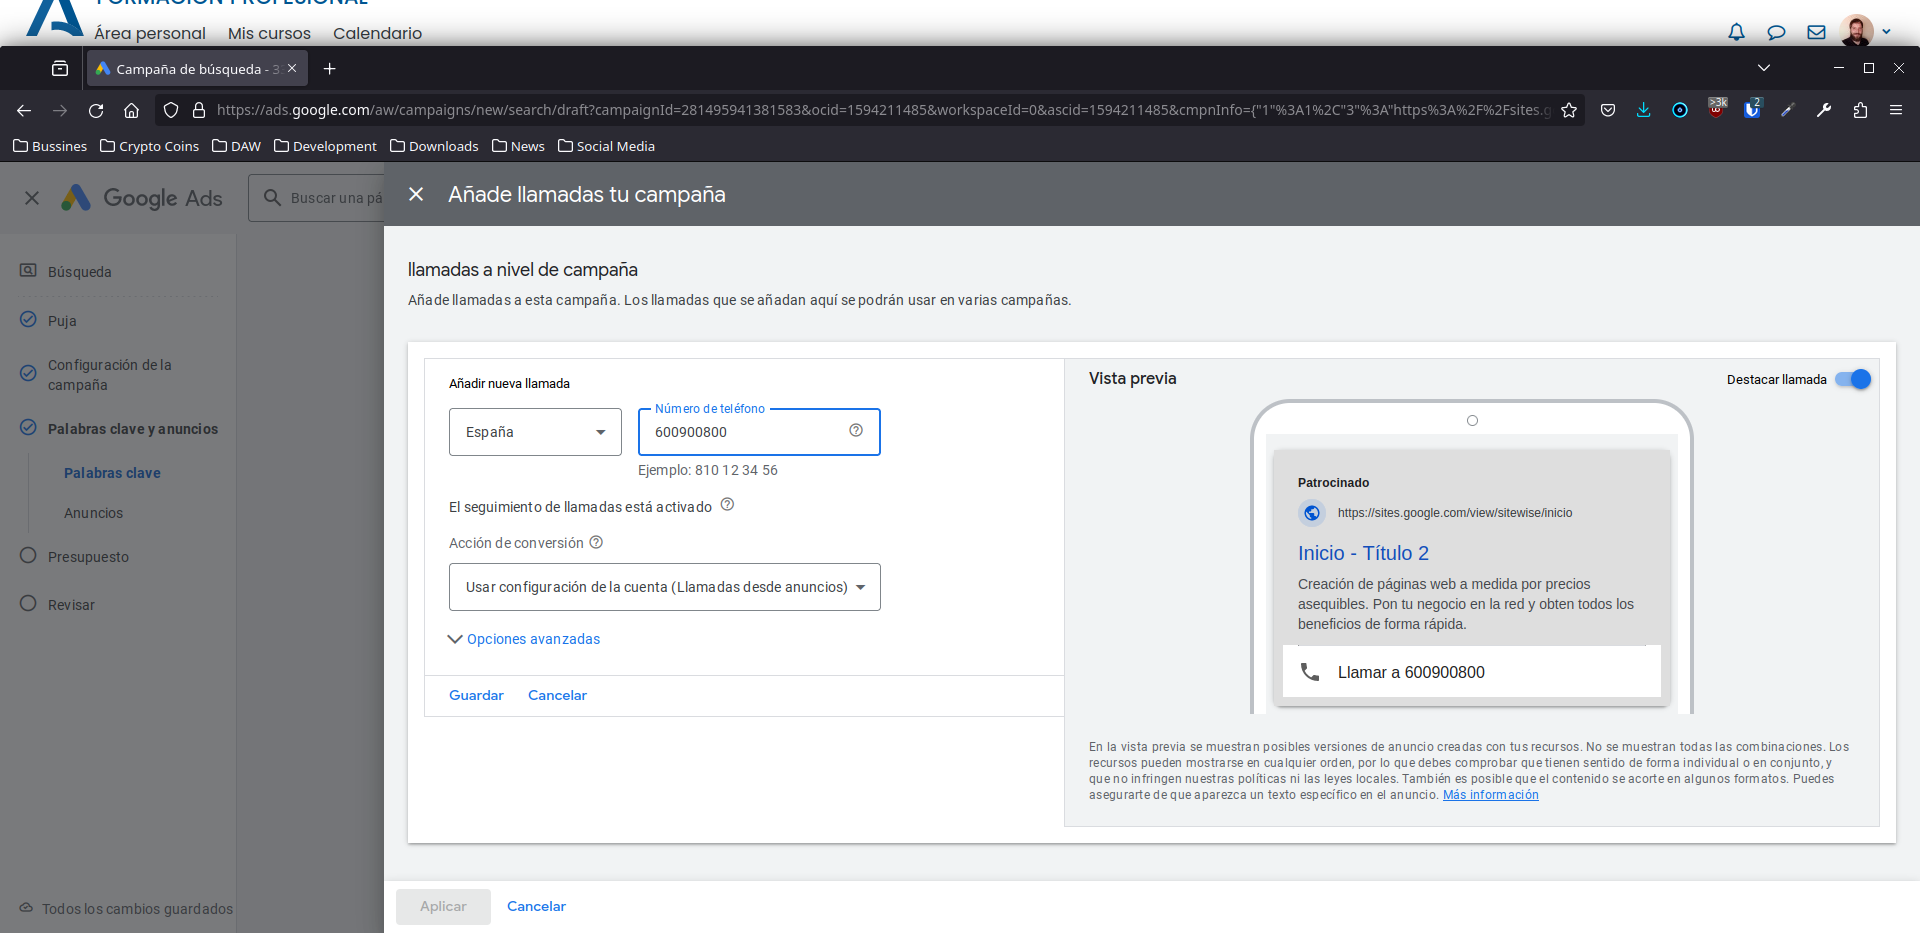 FORMACIÓN PROFESIONAL
Área personal Mis cursos Calendario
Campaña de búsqueda - 3
https://ads.google.com/aw/campaigns/new/search/draft?campaignId=281495941381583&ocid=1594211485&workspaceId=0&ascid=1594211485&cmpnInfo={"1"%3A1%2C"3"%3A"https%3A%2F%2Fsites.g
>3k
2
Bussines Crypto Coins DAW Development Downloads News Social Media
Google Ads
Buscar una pá
Añade llamadas tu campaña
Búsqueda
Puja
Configuración de la
campaña
Palabras clave y anuncios
Palabras clave
Anuncios
Presupuesto
Revisar
Todos los cambios guardados
llamadas a nivel de campaña
Añade llamadas a esta campaña. Los llamadas que se añadan aquí se podrán usar en varias campañas.
Añadir nueva llamada
España
Número de teléfono
600900800
Ejemplo: 810 12 34 56
El seguimiento de llamadas está activado
Acción de conversión
Usar configuración de la cuenta (Llamadas desde anuncios)
Opciones avanzadas
Guardar Cancelar
Vista previa
Destacar llamada
Patrocinado
https://sites.google.com/view/sitewise/inicio
Inicio - Título 2
Creación de páginas web a medida por precios
asequibles. Pon tu negocio en la red y obten todos los
beneficios de forma rápida.
Llamar a 600900800
En la vista previa se muestran posibles versiones de anuncio creadas con tus recursos. No se muestran todas las combinaciones. Los
recursos pueden mostrarse en cualquier orden, por lo que debes comprobar que tienen sentido de forma individual o en conjunto, y
que no infringen nuestras políticas ni las leyes locales. También es posible que el contenido se acorte en algunos formatos. Puedes
asegurarte de que aparezca un texto específico en el anuncio. Más información
Aplicar Cancelar